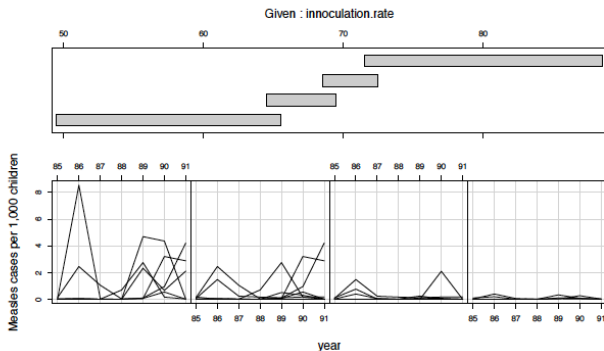 Given : innoculation.rate
50 60 70 80
85 86 87 88 89 90 91 85 86 87 88 89 90 91
Measles cases per 1,000 children
8
6
4
2
0
85 86 87 88 89 90 91 85 86 87 88 89 90 91
year